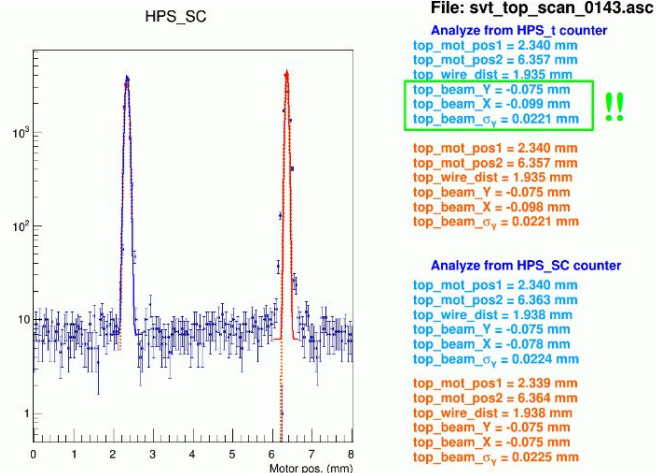 HPS_SC
10³
10²
10
1
0 1 2 3 4 5 6 7 8
Motor pos. (mm)
File: svt_top_scan_0143.asc
Analyze from HPS_t counter
top_mot_pos1 = 2.340 mm
top_mot_pos2 = 6.357 mm
top_wire_dist = 1.935 mm
top_beam_Y = -0.075 mm
top_beam_X = -0.099 mm
top_beam_σY = 0.0221 mm
!!
top_mot_pos1 = 2.340 mm
top_mot_pos2 = 6.357 mm
top_wire_dist = 1.935 mm
top_beam_Y = -0.075 mm
top_beam_X = -0.098 mm
top_beam_σY = 0.0221 mm
Analyze from HPS_SC counter
top_mot_pos1 = 2.340 mm
top_mot_pos2 = 6.363 mm
top_wire_dist = 1.938 mm
top_beam_Y = -0.075 mm
top_beam_X = -0.078 mm
top_beam_σY = 0.0224 mm
top_mot_pos1 = 2.339 mm
top_mot_pos2 = 6.364 mm
top_wire_dist = 1.938 mm
top_beam_Y = -0.075 mm
top_beam_X = -0.075 mm
top_beam_σY = 0.0225 mm